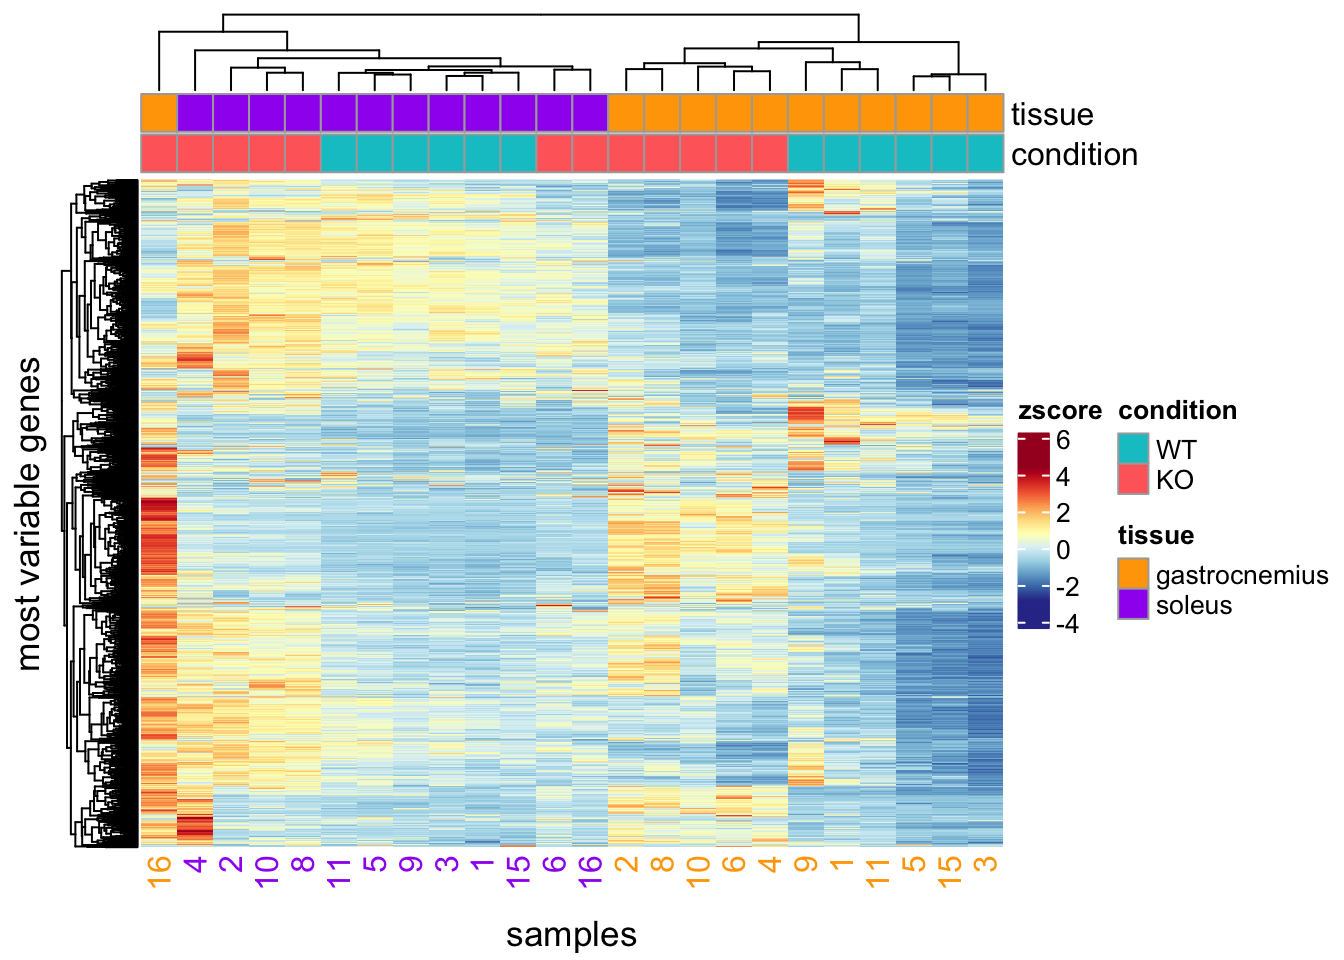 tissue
condition
most variable genes
zscore
6
4
2
0
-2
-4
condition
WT
KO
tissue
gastrocnemius
soleus
16 4 2 10 8 11 5 9 3 1 15 6 16 2 8 10 6 4 9 1 11 5 15 3
samples